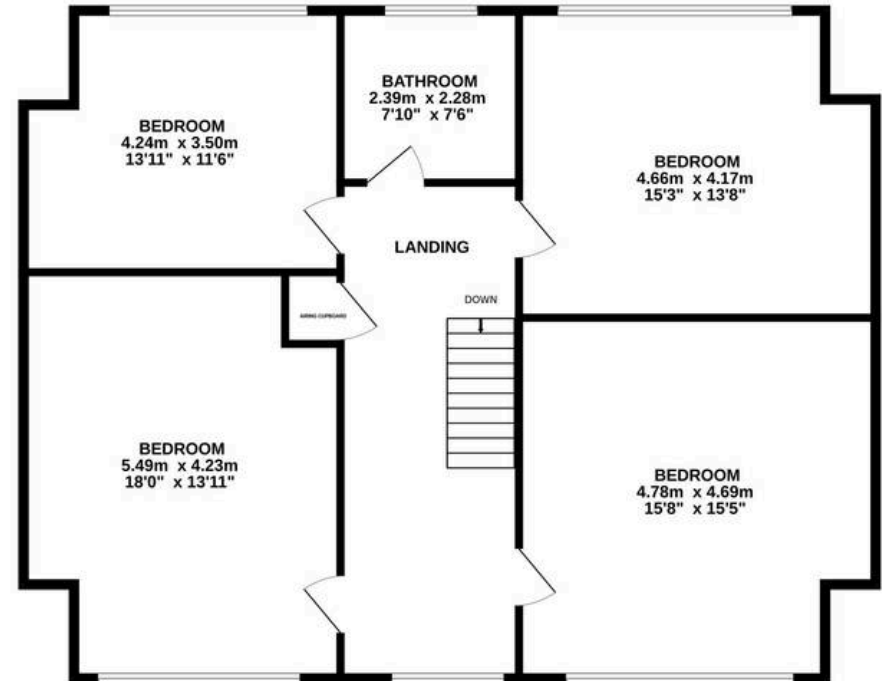 BATHROOM
2.39m x 2.28m
7'10" x 7'6"
BEDROOM
4.24m x 3.50m
13'11" x 11'6"
BEDROOM
4.66m x 4.17m
15'3" x 13'8"
LANDING
DOWN
AIRING CUPBOARD
BEDROOM
5.49m x 4.23m
18'0" x 13'11"
BEDROOM
4.78m x 4.69m
15'8" x 15'5"